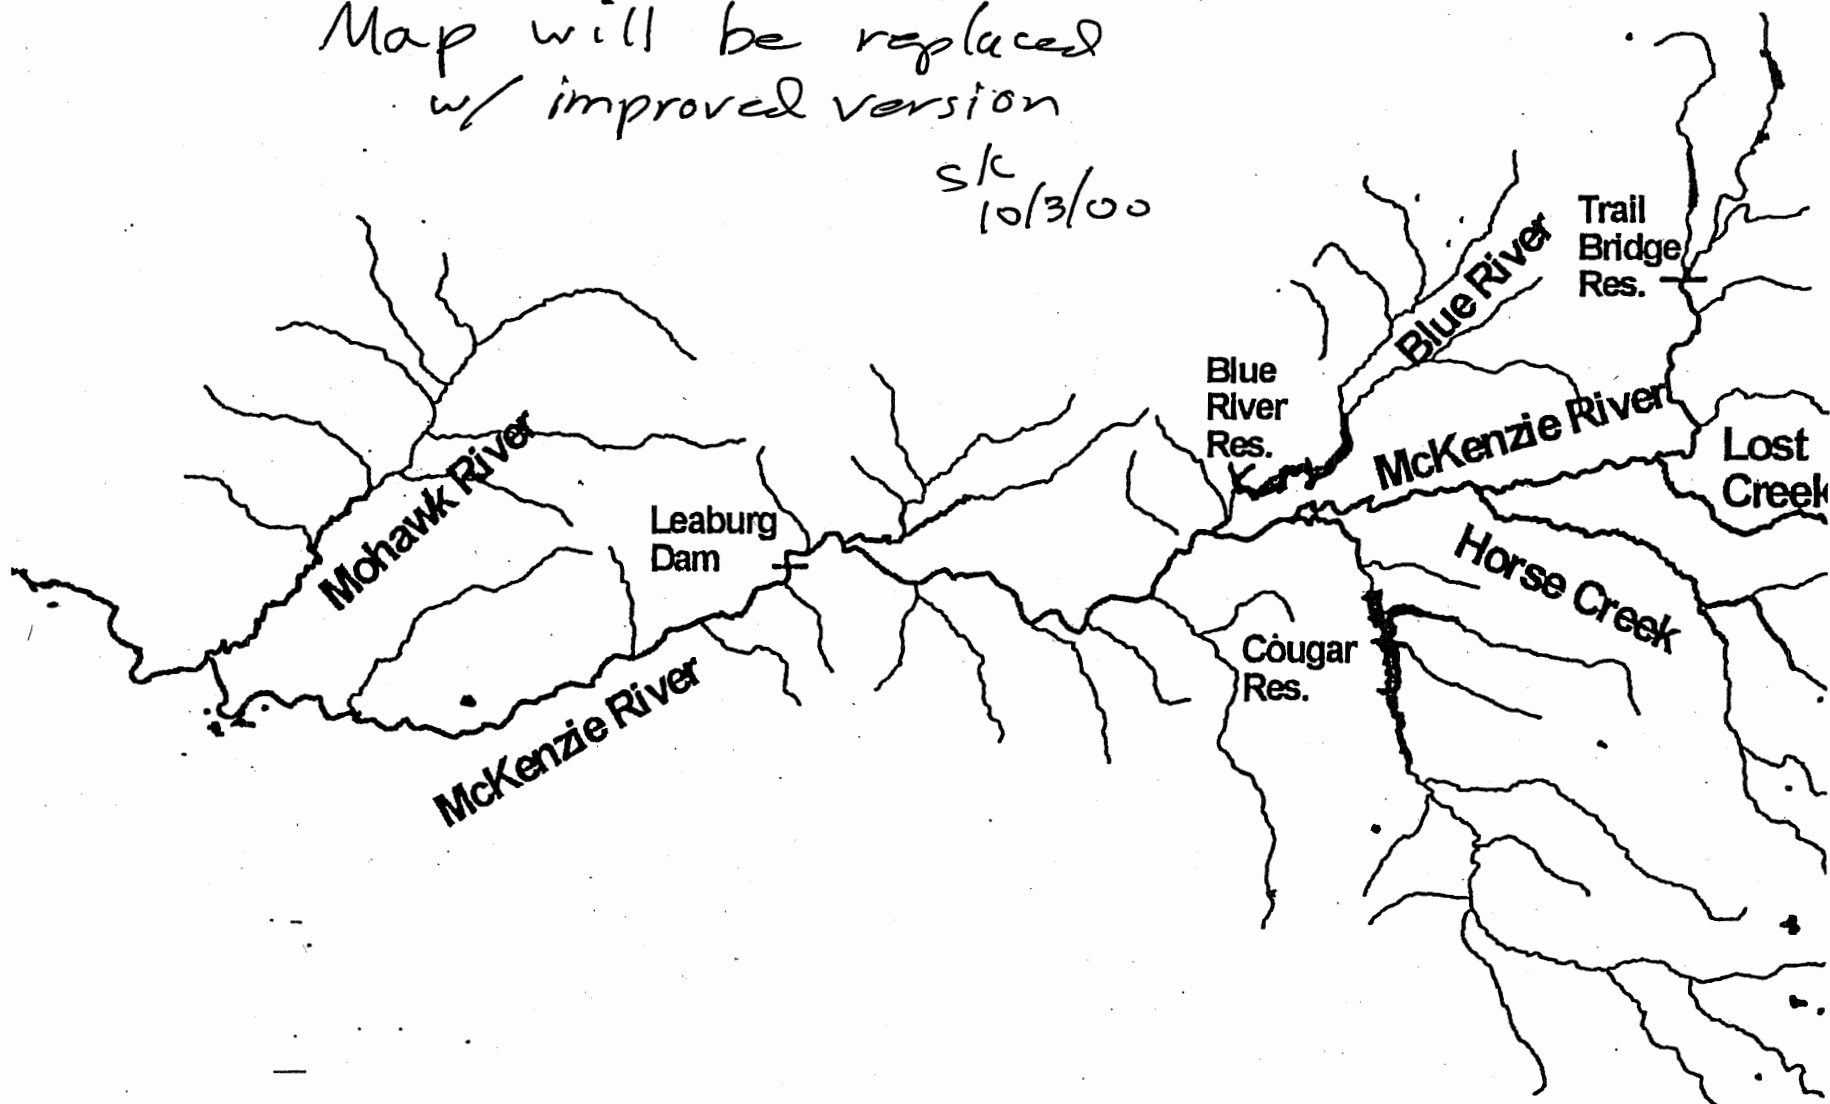 Map will be replaced
w/ improved version
sk
10/3/00
Trail
Bridge
Res.
Blue River
Blue
River
Res.
McKenzie River
Lost
Creek
Mohawk River
Leaburg
Dam
Horse Creek
Cougar
Res.
McKenzie River